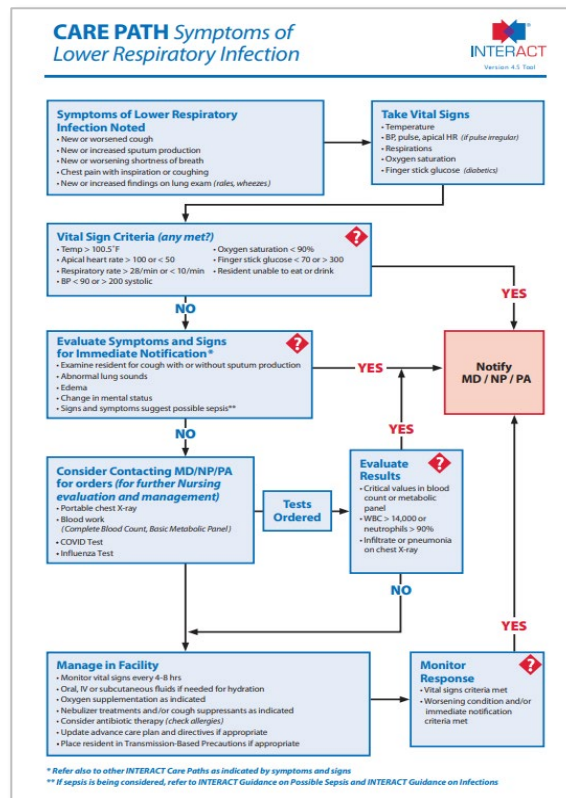 CARE PATH Symptoms of
Lower Respiratory Infection
INTERACT
Version 4.5 Tool
Symptoms of Lower Respiratory
Infection Noted
• New or worsened cough
• New or increased sputum production
• New or worsening shortness of breath
• Chest pain with inspiration or coughing
• New or increased findings on lung exam (rales, wheezes)
Take Vital Signs
• Temperature
• BP, pulse, apical HR (if pulse irregular)
• Respirations
• Oxygen saturation
• Finger stick glucose (diabetics)
Vital Sign Criteria (any met?)
?
• Temp > 100.5°F
• Apical heart rate > 100 or < 50
• Respiratory rate > 28/min or < 10/min
• BP < 90 or > 200 systolic
• Oxygen saturation < 90%
• Finger stick glucose < 70 or > 300
• Resident unable to eat or drink
YES
NO
Evaluate Symptoms and Signs
for Immediate Notification*
?
• Examine resident for cough with or without sputum production
• Abnormal lung sounds
• Edema
• Change in mental status
• Signs and symptoms suggest possible sepsis**
YES
Notify
MD / NP / PA
NO
Consider Contacting MD/NP/PA
for orders (for further Nursing
evaluation and management)
• Portable chest X-ray
• Blood work
(Complete Blood Count, Basic Metabolic Panel)
• COVID Test
• Influenza Test
Tests
Ordered
Evaluate
Results
?
• Critical values in blood
count or metabolic
panel
• WBC > 14,000 or
neutrophils > 90%
• Infiltrate or pneumonia
on chest X-ray
NO
YES
Manage in Facility
• Monitor vital signs every 4-8 hrs
• Oral, IV or subcutaneous fluids if needed for hydration
• Oxygen supplementation as indicated
• Nebulizer treatments and/or cough suppressants as indicated
• Consider antibiotic therapy (check allergies)
• Update advance care plan and directives if appropriate
• Place resident in Transmission-Based Precautions if appropriate
Monitor
Response
?
• Vital signs criteria met
• Worsening condition and/or
immediate notification
criteria met
* Refer also to other INTERACT Care Paths as indicated by symptoms and signs
** If sepsis is being considered, refer to INTERACT Guidance on Possible Sepsis and INTERACT Guidance on Infections